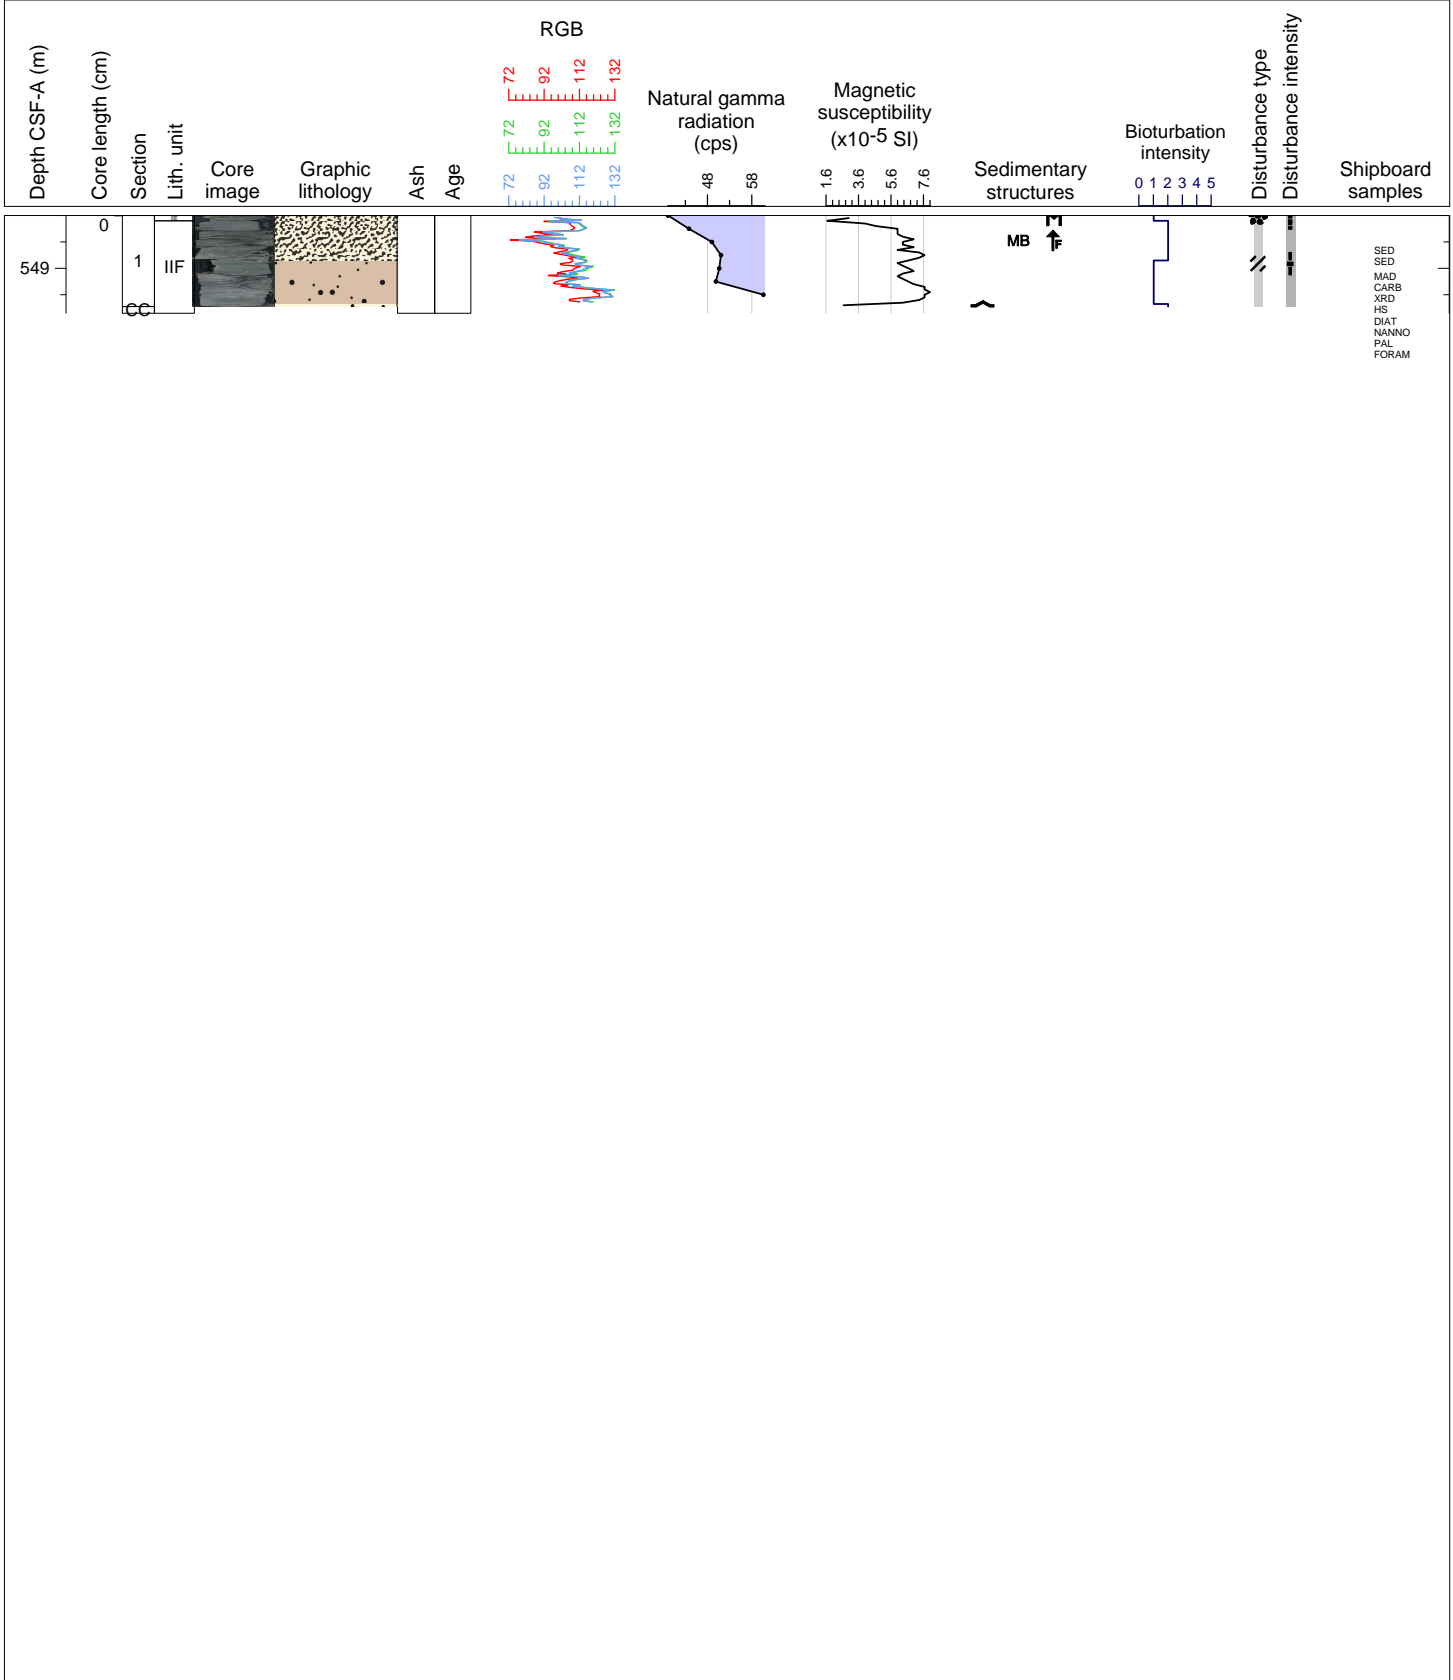 Depth CSF-A (m)
Core length (cm)
Section
Lith. unit
Core
image
Graphic
lithology
Ash
Age
RGB
72 92 112 132
72 92 112 132
72 92 112 132
Natural gamma
radiation
(cps)
48 58
Magnetic
susceptibility
(x10-5 SI)
1.6 3.6 5.6 7.6
Sedimentary
structures
Bioturbation
intensity
0 1 2 3 4 5
Disturbance type
Disturbance intensity
Shipboard
samples
0
549
1
CC
IIF
MB
F
SED
SED
MAD
CARB
XRD
HS
DIAT
NANNO
PAL
FORAM